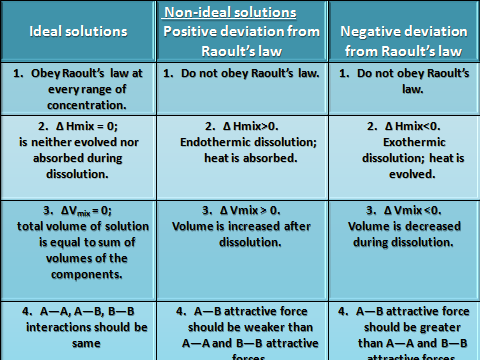 Ideal solutions
Non-ideal solutions
Positive deviation from
Raoult's law
Negative deviation
from Raoult's law
1. Obey Raoult's law at
every range of
concentration.
1. Do not obey Raoult's law.
1. Do not obey Raoult's
law.
2. Δ Hmix = 0;
is neither evolved nor
absorbed during
dissolution.
2. Δ Hmix>0.
Endothermic dissolution;
heat is absorbed.
2. Δ Hmix<0.
Exothermic
dissolution; heat is
evolved.
3. ΔVmix = 0;
total volume of solution
is equal to sum of
volumes of the
components.
3. Δ Vmix > 0.
Volume is increased after
dissolution.
3. Δ Vmix <0.
Volume is decreased
during dissolution.
4. A—A, A—B, B—B
interactions should be
same
4. A—B attractive force
should be weaker than
A—A and B—B attractive
forces
4. A—B attractive force
should be greater
than A—A and B—B